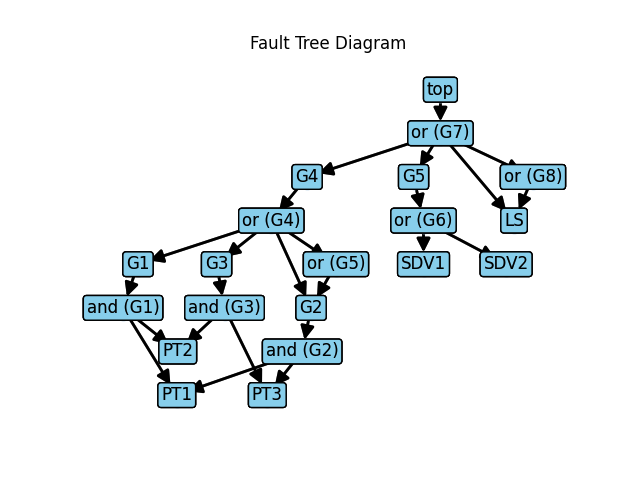 Fault Tree Diagram
top
or (G7)
G4
G5
or (G8)
or (G4)
or (G6)
LS
G1
G3
or (G5)
SDV1
SDV2
and (G1)
and (G3)
G2
PT2
and (G2)
PT1
PT3